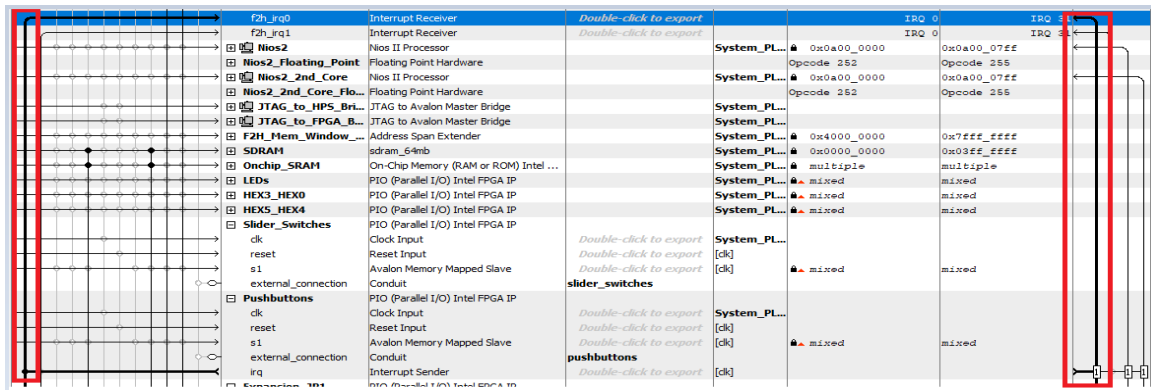 f2h_irq0 Interrupt Receiver Double-click to export IRQ 0 IRQ 31
f2h_irq1 Interrupt Receiver Double-click to export IRQ 0 IRQ 31
Nios2 Nios II Processor System_PL... 0x0a00_0000 0x0a00_07ff
Nios2_Floating_Point Floating Point Hardware Opcode 252 Opcode 255
Nios2_2nd_Core Nios II Processor System_PL... 0x0a00_0000 0x0a00_07ff
Nios2_2nd_Core_Flo... Floating Point Hardware Opcode 252 Opcode 255
JTAG_to_HPS_Bri... JTAG to Avalon Master Bridge System_PL...
JTAG_to_FPGA_B... JTAG to Avalon Master Bridge System_PL...
F2H_Mem_Window_... Address Span Extender System_PL... 0x4000_0000 0x7fff_ffff
SDRAM sdram_64mb System_PL... 0x0000_0000 0x03ff_ffff
Onchip_SRAM On-Chip Memory (RAM or ROM) Intel ... System_PL... multiple multiple
LEDs PIO (Parallel I/O) Intel FPGA IP System_PL... mixed mixed
HEX3_HEX0 PIO (Parallel I/O) Intel FPGA IP System_PL... mixed mixed
HEX5_HEX4 PIO (Parallel I/O) Intel FPGA IP System_PL... mixed mixed
Slider_Switches PIO (Parallel I/O) Intel FPGA IP
clk Clock Input Double-click to export System_PL...
reset Reset Input Double-click to export [clk]
s1 Avalon Memory Mapped Slave Double-click to export [clk] mixed mixed
external_connection Conduit slider_switches
Pushbuttons PIO (Parallel I/O) Intel FPGA IP
clk Clock Input Double-click to export System_PL...
reset Reset Input Double-click to export [clk]
s1 Avalon Memory Mapped Slave Double-click to export [clk] mixed mixed
external_connection Conduit pushbuttons
irq Interrupt Sender Double-click to export [clk] 1 1 1
Expansion_JP1 PIO (Parallel I/O) Intel FPGA IP